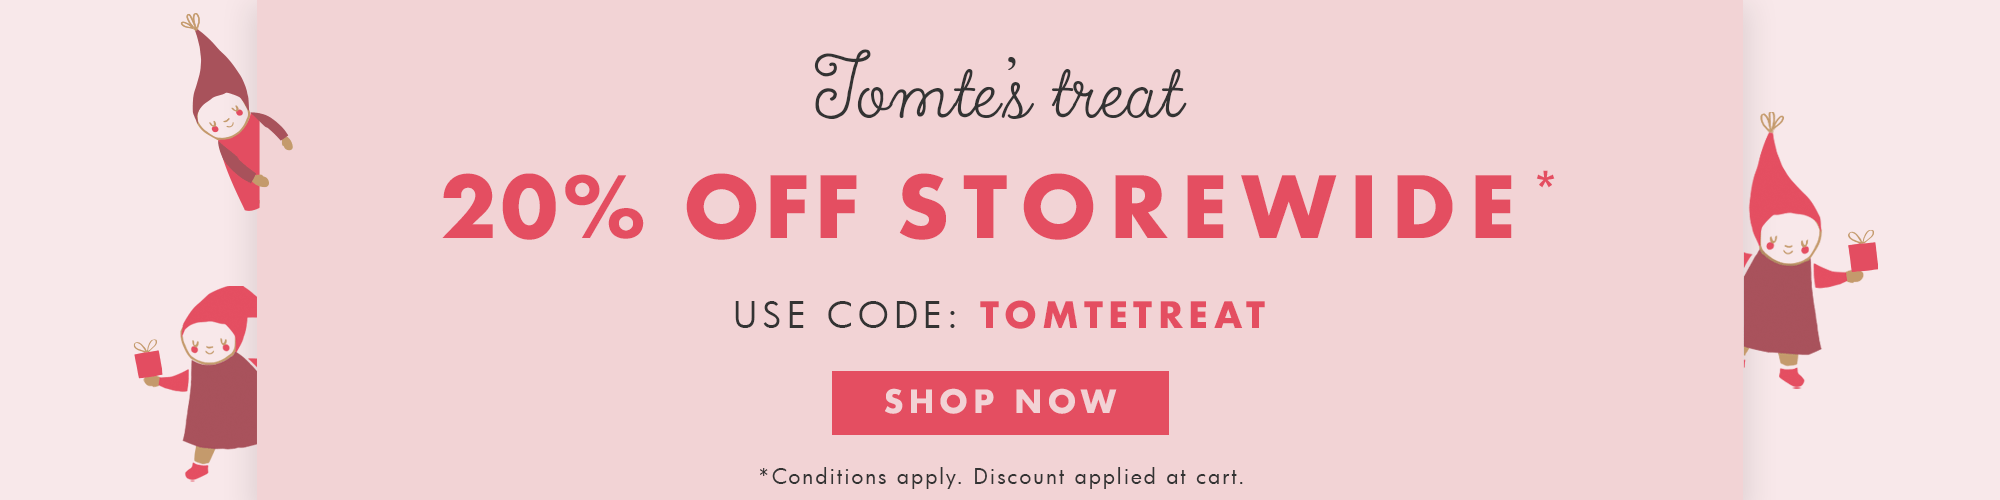 Tomte's treat
20% OFF STOREWIDE*
USE CODE: TOMTETREAT
SHOP NOW
*Conditions apply. Discount applied at cart.